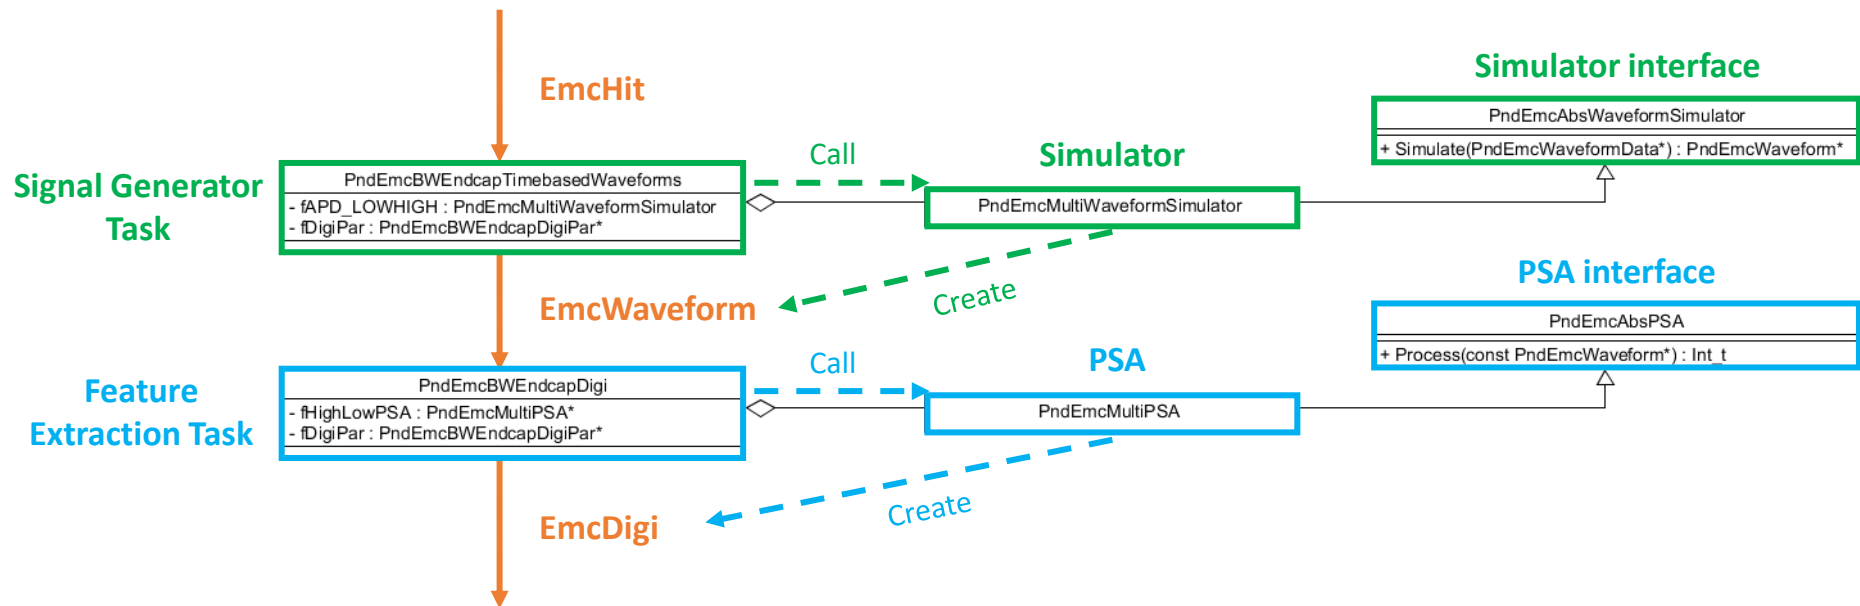 EmcHit
Signal Generator
Task
PndEmcBWEndcapTimebasedWaveforms
- fAPD_LOWHIGH : PndEmcMultiWaveformSimulator
- fDigiPar : PndEmcBWEndcapDigiPar*
Call
Simulator
PndEmcMultiWaveformSimulator
Simulator interface
PndEmcAbsWaveformSimulator
+ Simulate(PndEmcWaveformData*) : PndEmcWaveform*
Create
EmcWaveform
Feature
Extraction Task
PndEmcBWEndcapDigi
- fHighLowPSA : PndEmcMultiPSA*
- fDigiPar : PndEmcBWEndcapDigiPar*
Call
PSA
PndEmcMultiPSA
PSA interface
PndEmcAbsPSA
+ Process(const PndEmcWaveform*) : Int_t
Create
EmcDigi